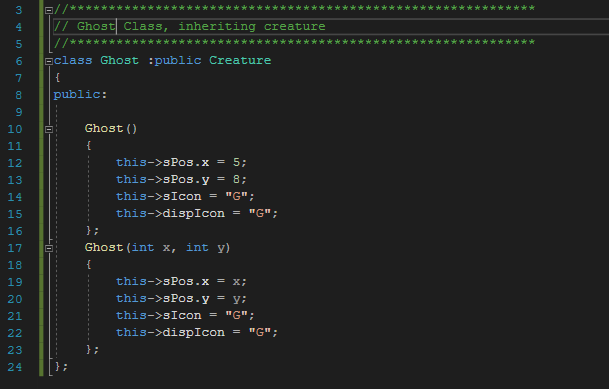 3 //************************************************************
4 // Ghost Class, inheriting creature
5 //************************************************************
6 class Ghost :public Creature
7 {
8 public:
9
10 Ghost()
11 {
12 this->sPos.x = 5;
13 this->sPos.y = 8;
14 this->sIcon = "G";
15 this->dispIcon = "G";
16 };
17 Ghost(int x, int y)
18 {
19 this->sPos.x = x;
20 this->sPos.y = y;
21 this->sIcon = "G";
22 this->dispIcon = "G";
23 };
24 };